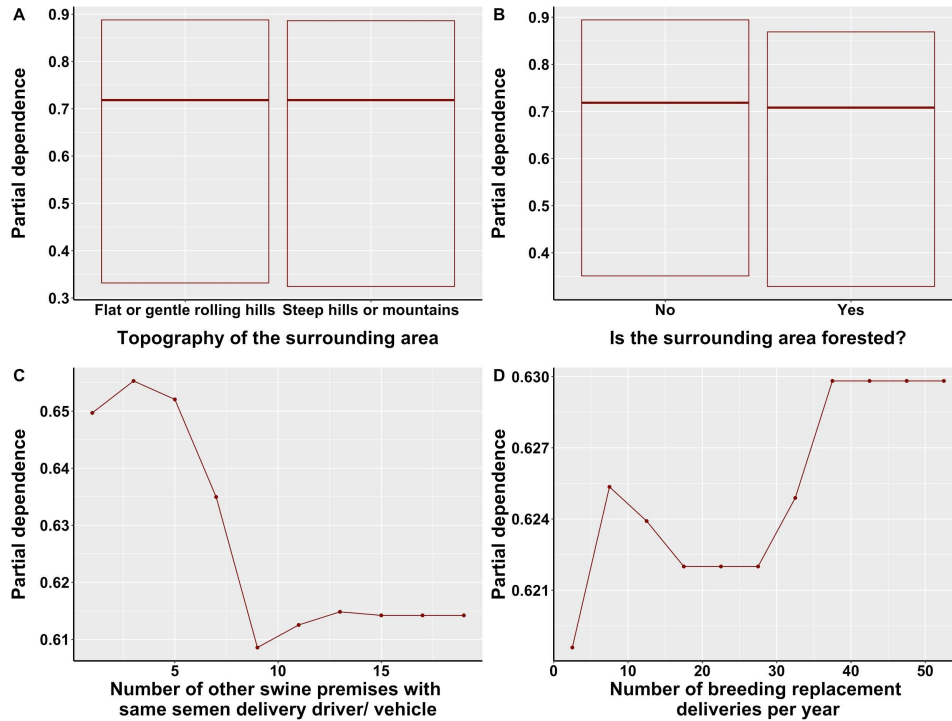 A
Partial dependence
0.9
0.8
0.7
0.6
0.5
0.4
0.3
Flat or gentle rolling hills
Steep hills or mountains
Topography of the surrounding area
B
Partial dependence
0.9
0.8
0.7
0.6
0.5
0.4
No
Yes
Is the surrounding area forested?
C
Partial dependence
0.65
0.64
0.63
0.62
0.61
5
10
15
Number of other swine premises with
same semen delivery driver/ vehicle
D
Partial dependence
0.630
0.627
0.624
0.621
0
10
20
30
40
50
Number of breeding replacement
deliveries per year